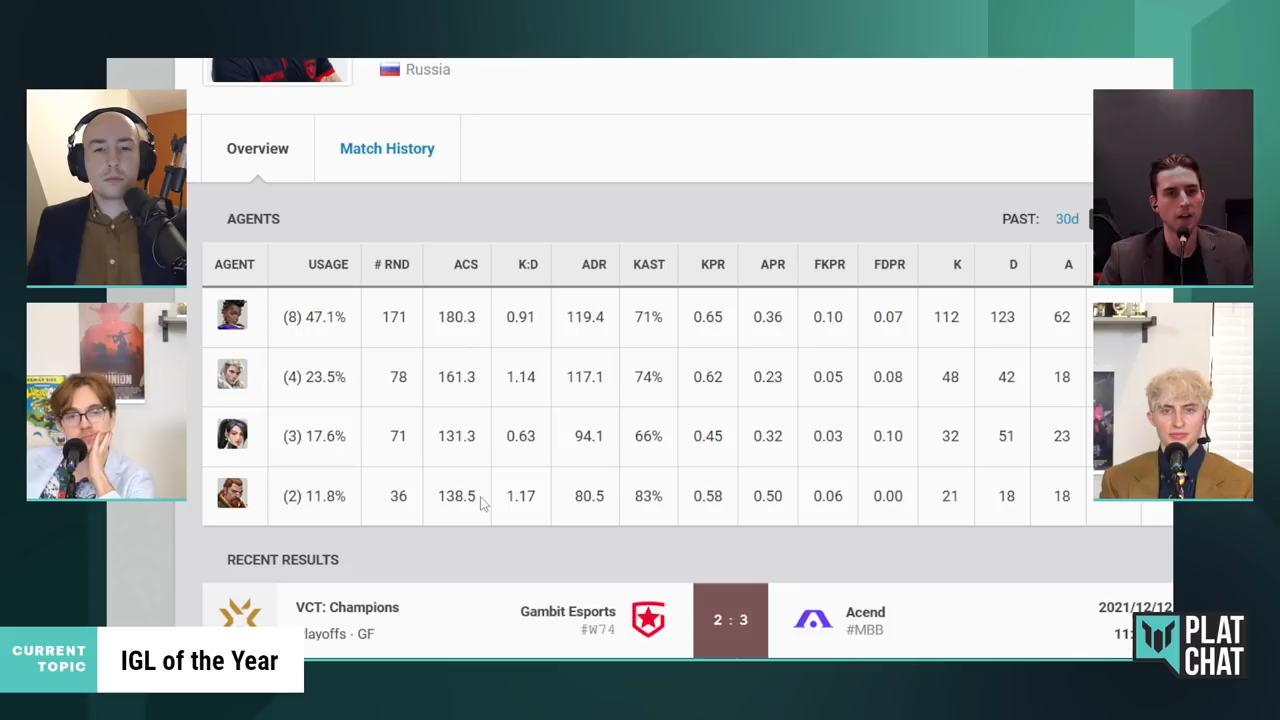 Russia
Overview
Match History
AGENTS
PAST: 30d
AGENT USAGE # RND ACS K:D ADR KAST KPR APR FKPR FDPR K D A
(8) 47.1% 171 180.3 0.91 119.4 71% 0.65 0.36 0.10 0.07 112 123 62
(4) 23.5% 78 161.3 1.14 117.1 74% 0.62 0.23 0.05 0.08 48 42 18
(3) 17.6% 71 131.3 0.63 94.1 66% 0.45 0.32 0.03 0.10 32 51 23
(2) 11.8% 36 138.5 1.17 80.5 83% 0.58 0.50 0.06 0.00 21 18 18
RECENT RESULTS
VCT: Champions
layoffs · GF
Gambit Esports
#W74
2 : 3
Acend
#MBB
2021/12/12
11:
CURRENT
TOPIC
IGL of the Year
PLAT
CHAT